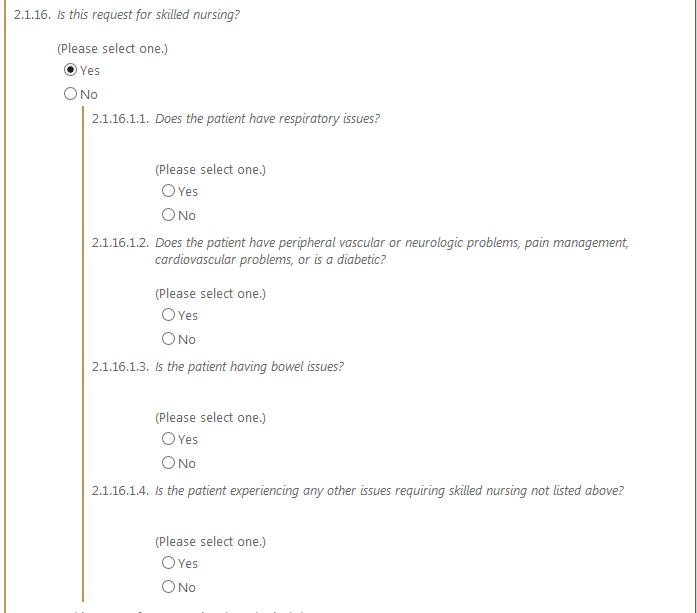 2.1.16. Is this request for skilled nursing?
(Please select one.)
Yes
No
2.1.16.1.1. Does the patient have respiratory issues?
(Please select one.)
Yes
No
2.1.16.1.2. Does the patient have peripheral vascular or neurologic problems, pain management,
cardiovascular problems, or is a diabetic?
(Please select one.)
Yes
No
2.1.16.1.3. Is the patient having bowel issues?
(Please select one.)
Yes
No
2.1.16.1.4. Is the patient experiencing any other issues requiring skilled nursing not listed above?
(Please select one.)
Yes
No